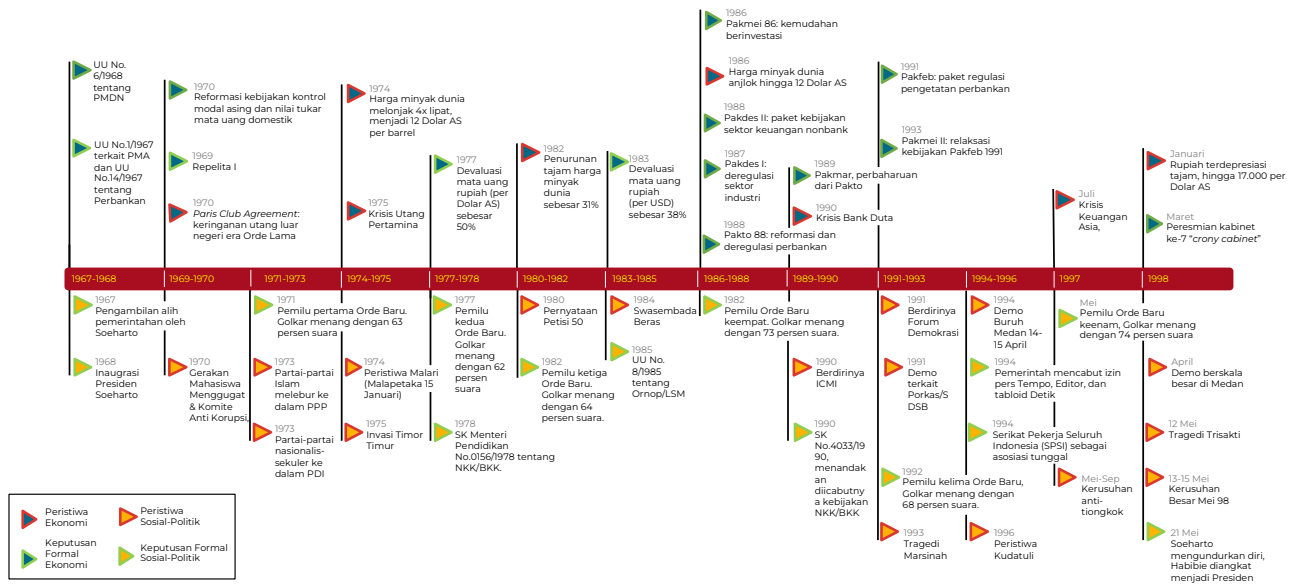 1986
Pakmei 86: kemudahan
berinvestasi
1986
Harga minyak dunia
anjlok hingga 12 Dolar AS
1988
Pakdes II: paket kebijakan
sektor keuangan nonbank
1987
Pakdes I:
deregulasi
sektor
industri
1988
Pakto 88: reformasi dan
deregulasi perbankan
UU No.
6/1968
tentang
PMDN
UU No.1/1967
terkait PMA
dan UU
No.14/1967
tentang
Perbankan
1970
Reformasi kebijakan kontrol
modal asing dan nilai tukar
mata uang domestik
1969
Repelita I
1970
Paris Club Agreement:
keringanan utang luar
negeri era Orde Lama
1974
Harga minyak dunia
melonjak 4x lipat,
menjadi 12 Dolar AS
per barrel
1975
Krisis Utang
Pertamina
1977
Devaluasi
mata uang
rupiah (per
Dolar AS)
sebesar
50%
1982
Penurunan
tajam harga
minyak
dunia
sebesar 31%
1983
Devaluasi
mata uang
rupiah
(per USD)
sebesar 38%
1989
Pakmar, perbaharuan
dari Pakto
1990
Krisis Bank Duta
1991
Pakfeb: paket regulasi
pengetatan perbankan
1993
Pakmei II: relaksasi
kebijakan Pakfeb 1991
Juli
Krisis
Keuangan
Asia,
Januari
Rupiah terdepresiasi
tajam, hingga 17.000 per
Dolar AS
Maret
Peresmian kabinet
ke-7 “crony cabinet”
1967-1968
1969-1970
1971-1973
1974-1975
1977-1978
1980-1982
1983-985
1986-1988
1989-1990
1991-1993
1994-1996
1997
1998
1967
Pengambilan alih
pemerintahan oleh
Soeharto
1968
Inaugrasi
Presiden
Soeharto
1970
Gerakan
Mahasiswa
Menggugat
& Komite
Anti Korupsi,
1971
Pemilu pertama Orde Baru.
Golkar menang dengan 63
persen suara.
1973
Partai-partai
Islam
melebur ke
dalam PPP
1973
Partai-partai
nasionalis-
sekuler ke
dalam PDI
1974
Peristiwa Malari
(Malapetaka 15
Januari)
1975
Invasi Timor
Timur
1977
Pemilu
kedua
Orde Baru.
Golkar
menang
dengan 62
persen
suara
1978
SK Menteri
Pendidikan
No.0156/1978 tentang
NKK/BKK.
1980
Pernyataan
Petisi 50
1982
Pemilu ketiga
Orde Baru.
Golkar menang
dengan 64
persen suara.
1984
Swasembada
Beras
1985
UU No.
8/1985
tentang
Ornop/LSM
1982
Pemilu Orde Baru
keempat. Golkar menang
dengan 73 persen suara.
1990
Berdirinya
ICMI
1990
SK
No.4033/19
90,
menandak
an
diicabutny
a kebijakan
NKK/BKK
1991
Berdirinya
Forum
Demokrasi
1991
Demo
terkait
Porkas/S
DSB
1992
Pemilu kelima Orde Baru,
Golkar menang dengan
68 persen suara.
1993
Tragedi
Marsinah
1994
Demo
Buruh
Medan 14-
15 April
1994
Pemerintah mencabut izin
pers Tempo, Editor, dan
tabloid Detik
1994
Serikat Pekerja Seluruh
Indonesia (SPSI) sebagai
asosiasi tunggal
1996
Peristiwa
Kudatuli
Mei
Pemilu Orde Baru
keenam, Golkar menang
dengan 74 persen suara
Mei-Sep
Kerusuhan
anti-
tiongkok
April
Demo berskala
besar di Medan
12 Mei
Tragedi Trisakti
13-15 Mei
Kerusuhan
Besar Mei 98
21 Mei
Soeharto
mengundurkan diri,
Habibie diangkat
menjadi Presiden
Peristiwa
Ekonomi
Peristiwa
Sosial-Politik
Keputusan
Formal
Ekonomi
Keputusan Formal
Sosial-Politik